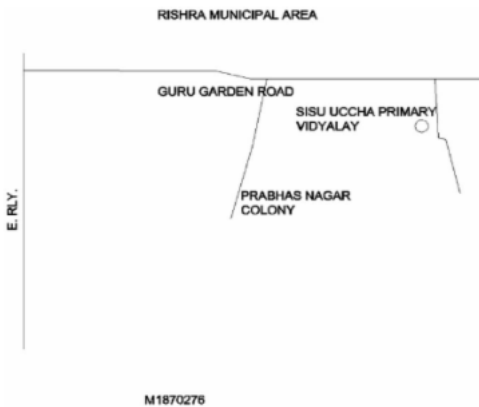 RISHRA MUNICIPAL AREA
GURU GARDEN ROAD
SISU UCCHA PRIMARY
VIDYALAY
PRABHAS NAGAR
COLONY
E. RLY.
M1870276